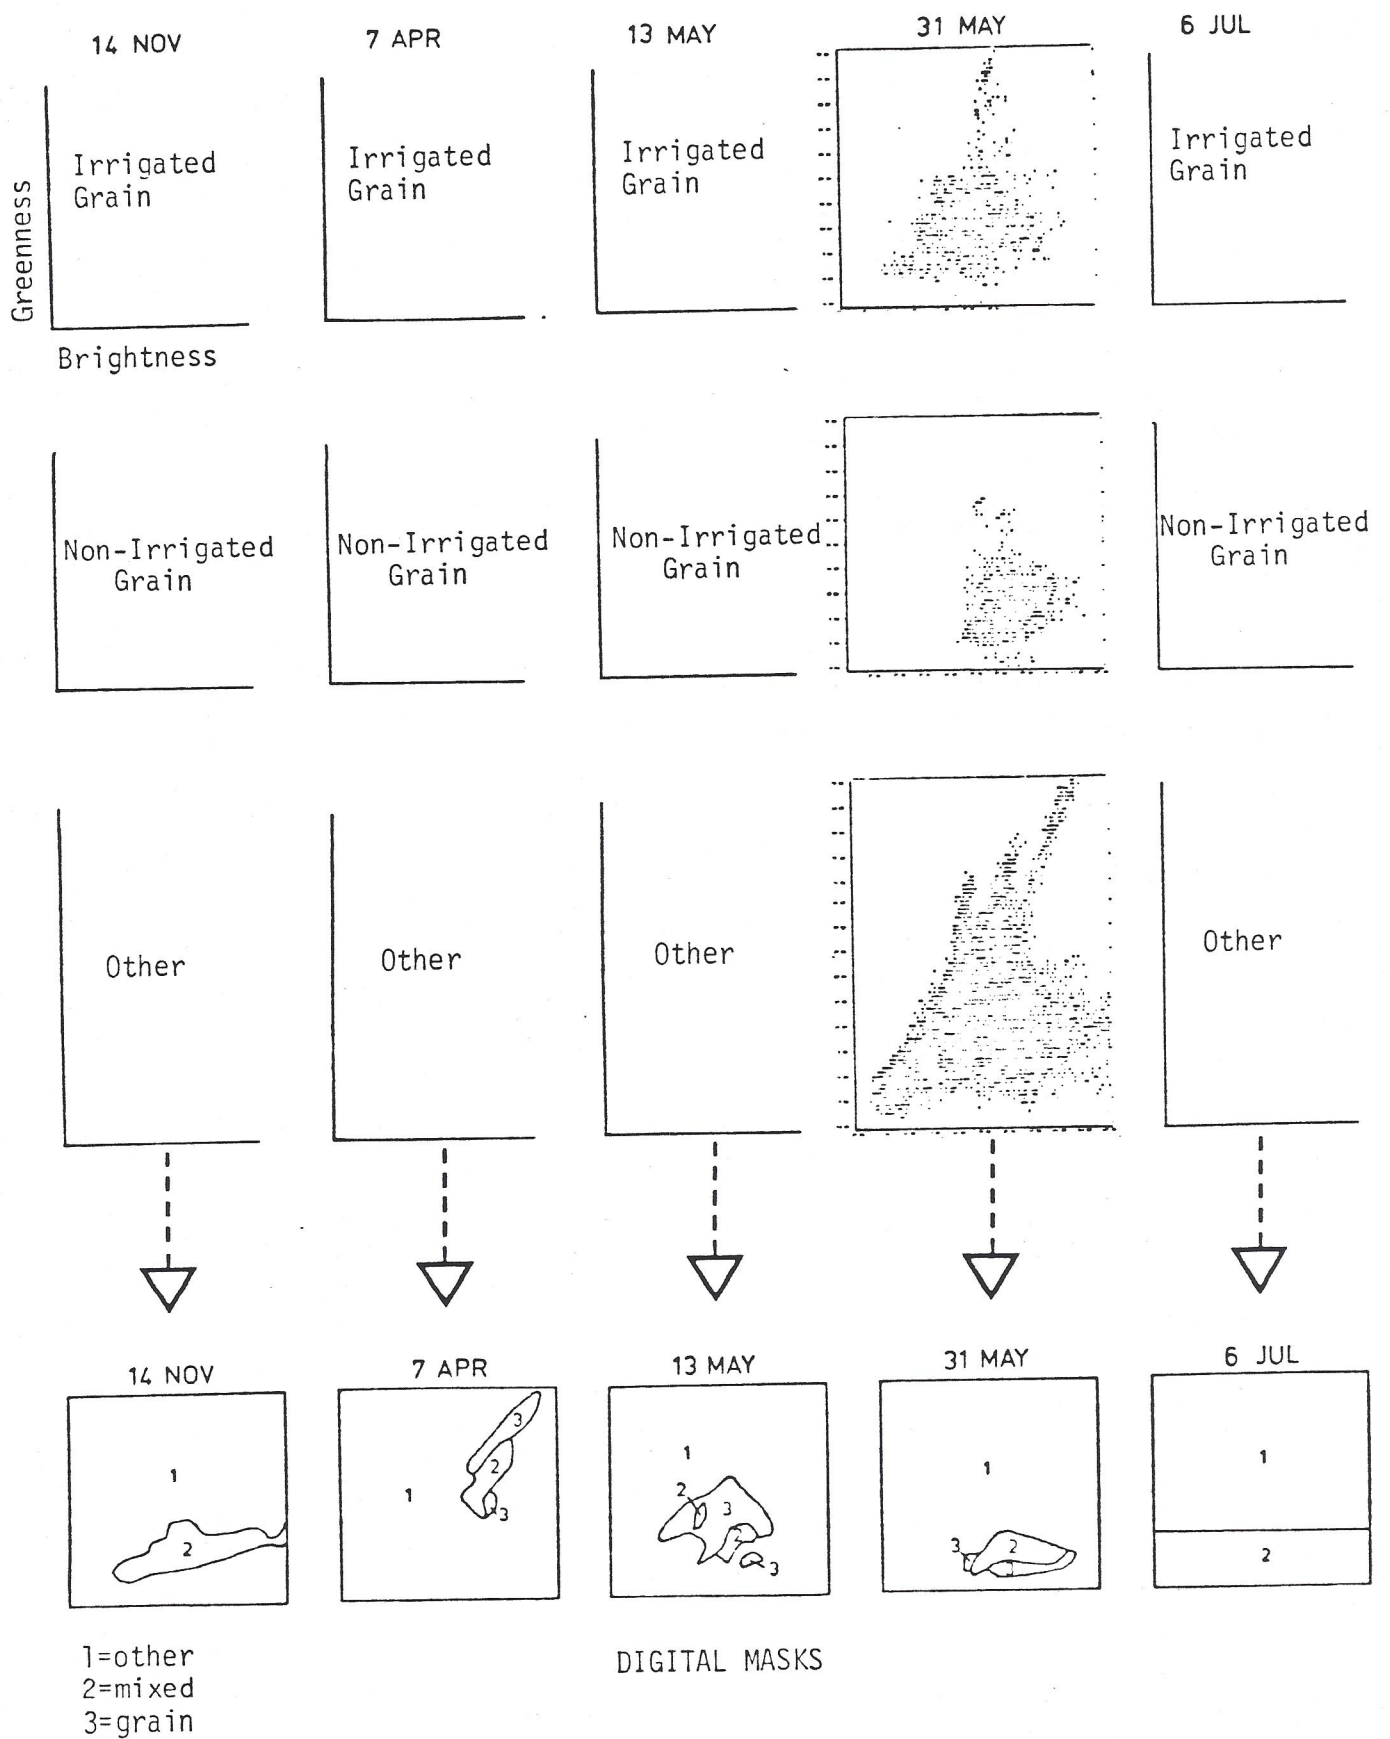 14 NOV
7 APR
13 MAY
31 MAY
6 JUL
Greenness
Irrigated
Grain
Irrigated
Grain
Irrigated
Grain
Irrigated
Grain
Brightness
Non-Irrigated
Grain
Non-Irrigated
Grain
Non-Irrigated
Grain
Non-Irrigated
Grain
Other
Other
Other
Other
14 NOV
7 APR
13 MAY
31 MAY
6 JUL
1
2
1
3
2
3
1
2
3
3
1
3
2
1
2
1=other
2=mixed
3=grain
DIGITAL MASKS